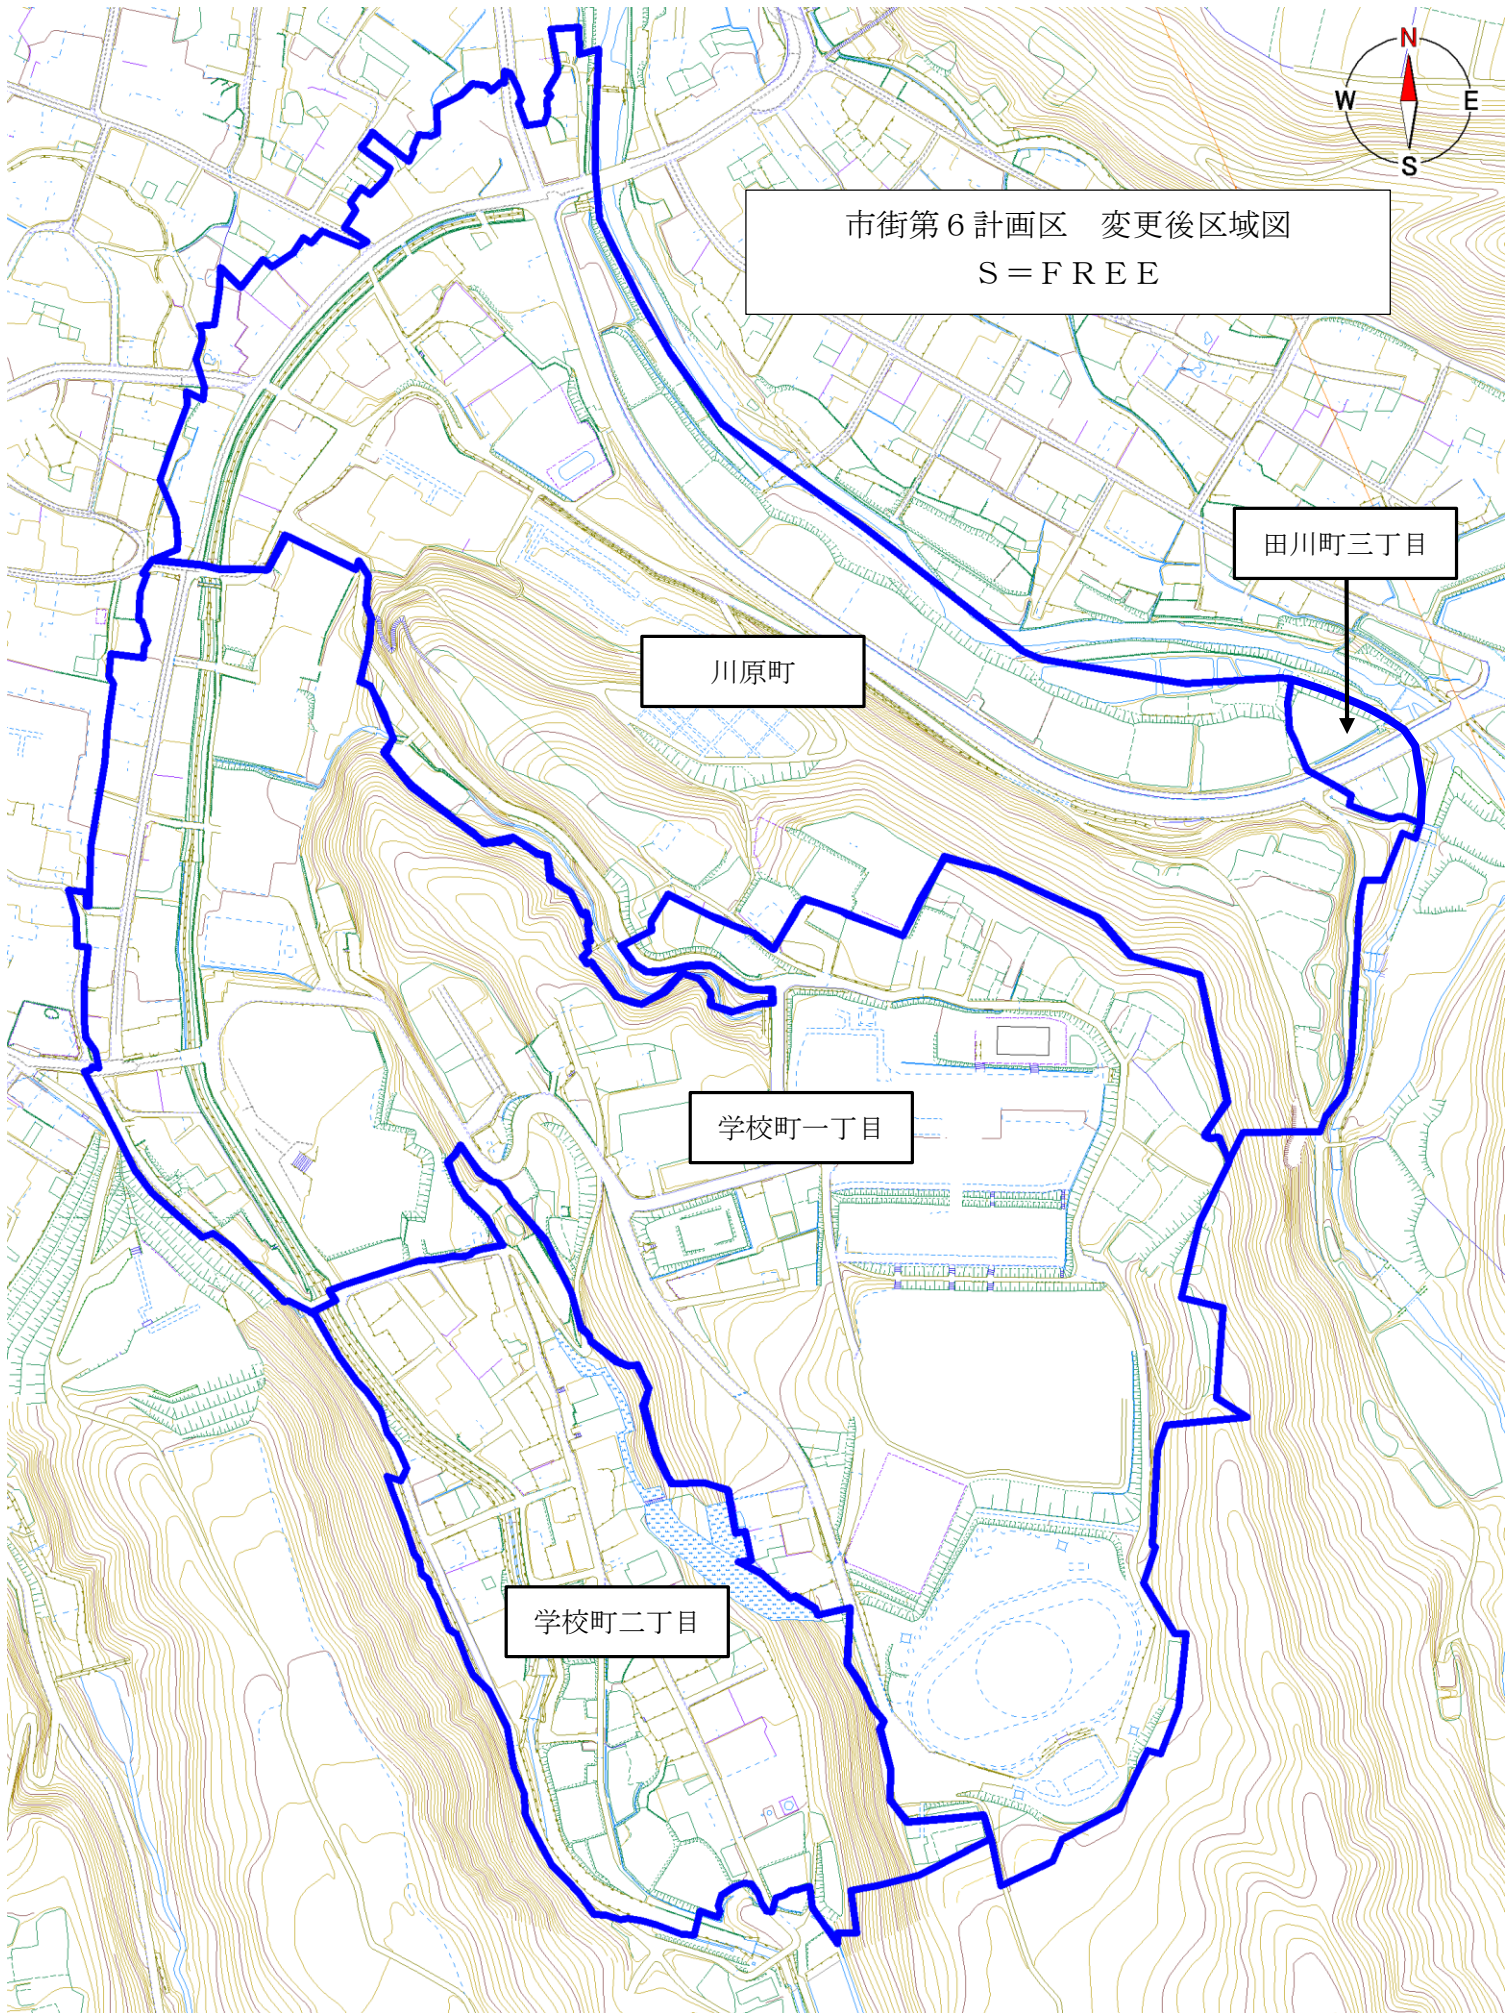 N
W
E
S
市街第６計画区　変更後区域図
Ｓ＝ＦＲＥＥ
田川町三丁目
川原町
学校町一丁目
学校町二丁目